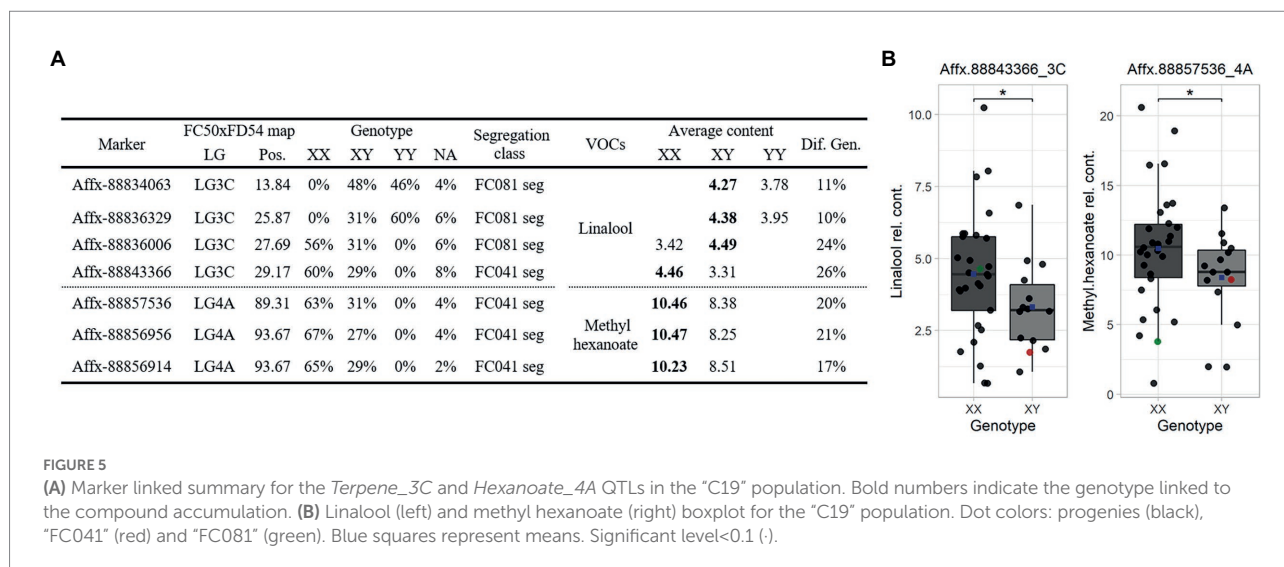 A
Marker FC50xFD54 map Genotype Segregation class VOCs Average content Dif. Gen.
LG Pos. XX XY YY NA XX XY YY
Affx-88834063 LG3C 13.84 0% 48% 46% 4% FC081 seg 4.27 3.78 11%
Affx-88836329 LG3C 25.87 0% 31% 60% 6% FC081 seg 4.38 3.95 10%
Linalool
Affx-88836006 LG3C 27.69 56% 31% 0% 6% FC081 seg 3.42 4.49 24%
Affx-88843366 LG3C 29.17 60% 29% 0% 8% FC041 seg 4.46 3.31 26%
Affx-88857536 LG4A 89.31 63% 31% 0% 4% FC041 seg 10.46 8.38 20%
Affx-88856956 LG4A 93.67 67% 27% 0% 4% FC041 seg Methyl hexanoate 10.47 8.25 21%
Affx-88856914 LG4A 93.67 65% 29% 0% 2% FC041 seg 10.23 8.51 17%
B
Affx.88843366_3C
*
10.0
7.5
5.0
2.5
Linalool rel. cont.
XX XY
Genotype
Affx.88857536_4A
*
20
15
10
5
0
Methyl.hexanoate rel. cont.
XX XY
Genotype
FIGURE 5
(A) Marker linked summary for the Terpene_3C and Hexanoate_4A QTLs in the "C19" population. Bold numbers indicate the genotype linked to
the compound accumulation. (B) Linalool (left) and methyl hexanoate (right) boxplot for the "C19" population. Dot colors: progenies (black),
"FC041" (red) and "FC081" (green). Blue squares represent means. Significant level<0.1 (·).